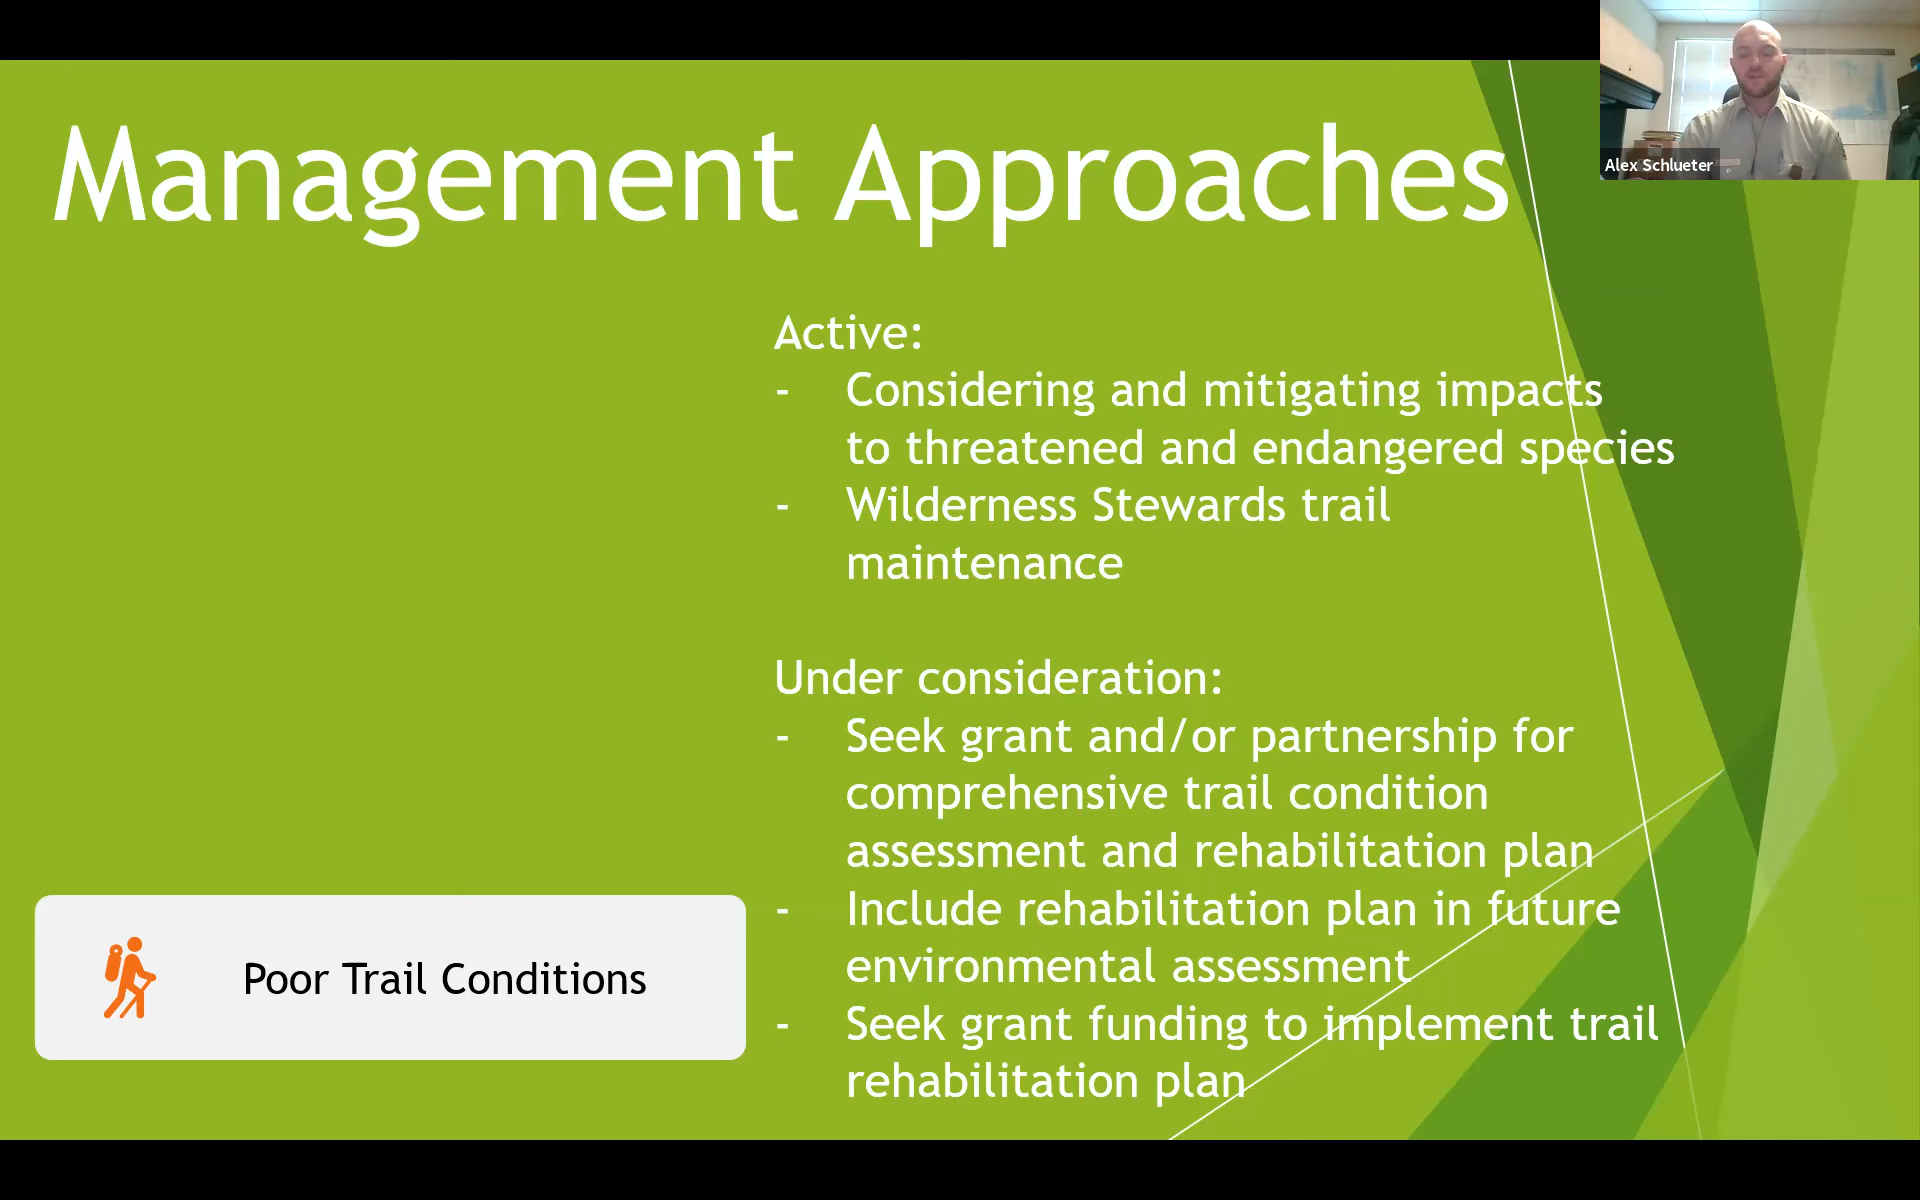 Management Approaches
Alex Schlueter
Active:
- Considering and mitigating impacts
to threatened and endangered species
- Wilderness Stewards trail
maintenance
Under consideration:
- Seek grant and/or partnership for
comprehensive trail condition
assessment and rehabilitation plan
- Include rehabilitation plan in future
environmental assessment
- Seek grant funding to implement trail
rehabilitation plan
Poor Trail Conditions